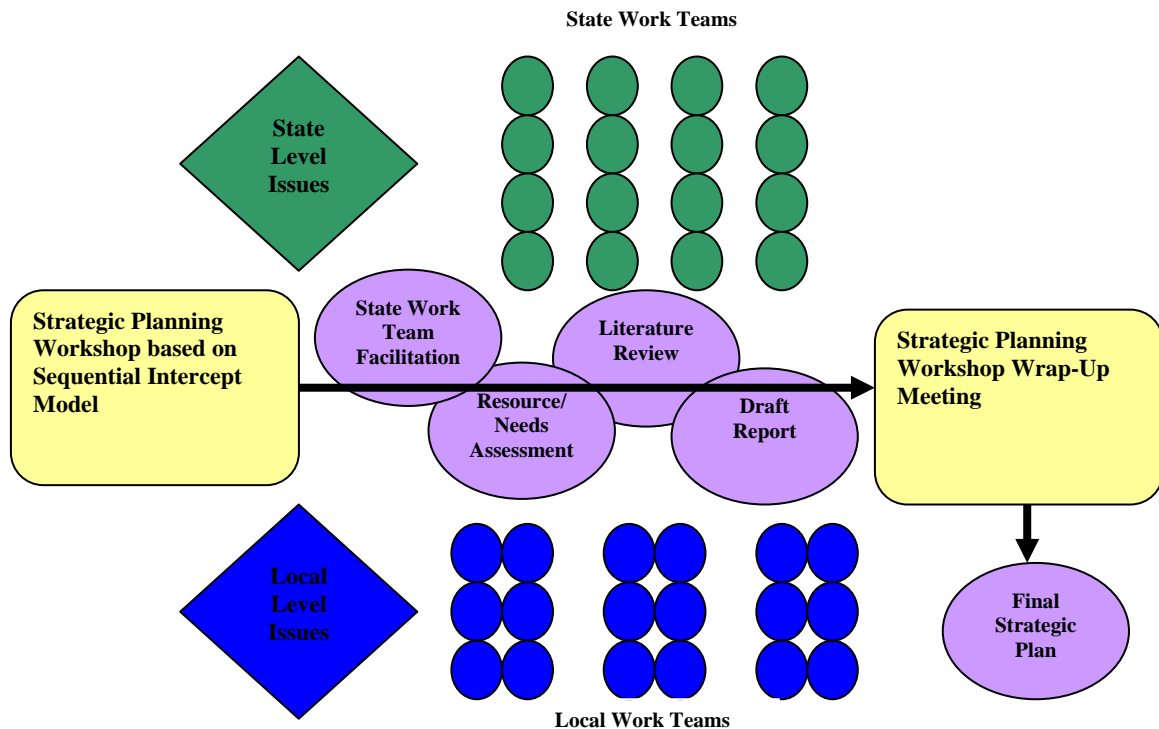 State Work Teams
State
Level
Issues
Strategic Planning
Workshop based on
Sequential Intercept
Model
State Work
Team
Facilitation
Literature
Review
Resource/
Needs
Assessment
Draft
Report
Strategic Planning
Workshop Wrap-Up
Meeting
Local
Level
Issues
Final
Strategic
Plan
Local Work Teams